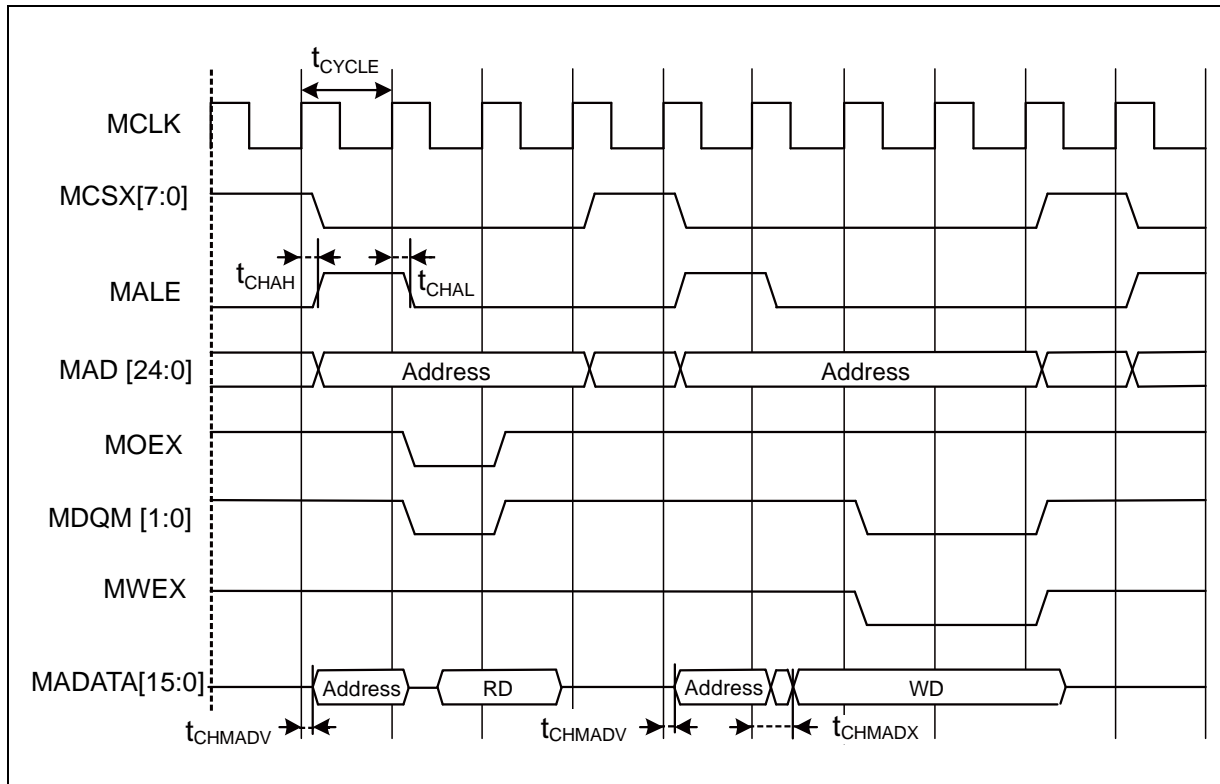 tCYCLE
MCLK
MCSX[7:0]
tCHAH
tCHAL
MALE
MAD [24:0]
Address
Address
MOEX
MDQM [1:0]
MWEX
MADATA[15:0]
Address
RD
Address
WD
tCHMADV
tCHMADV
tCHMADX